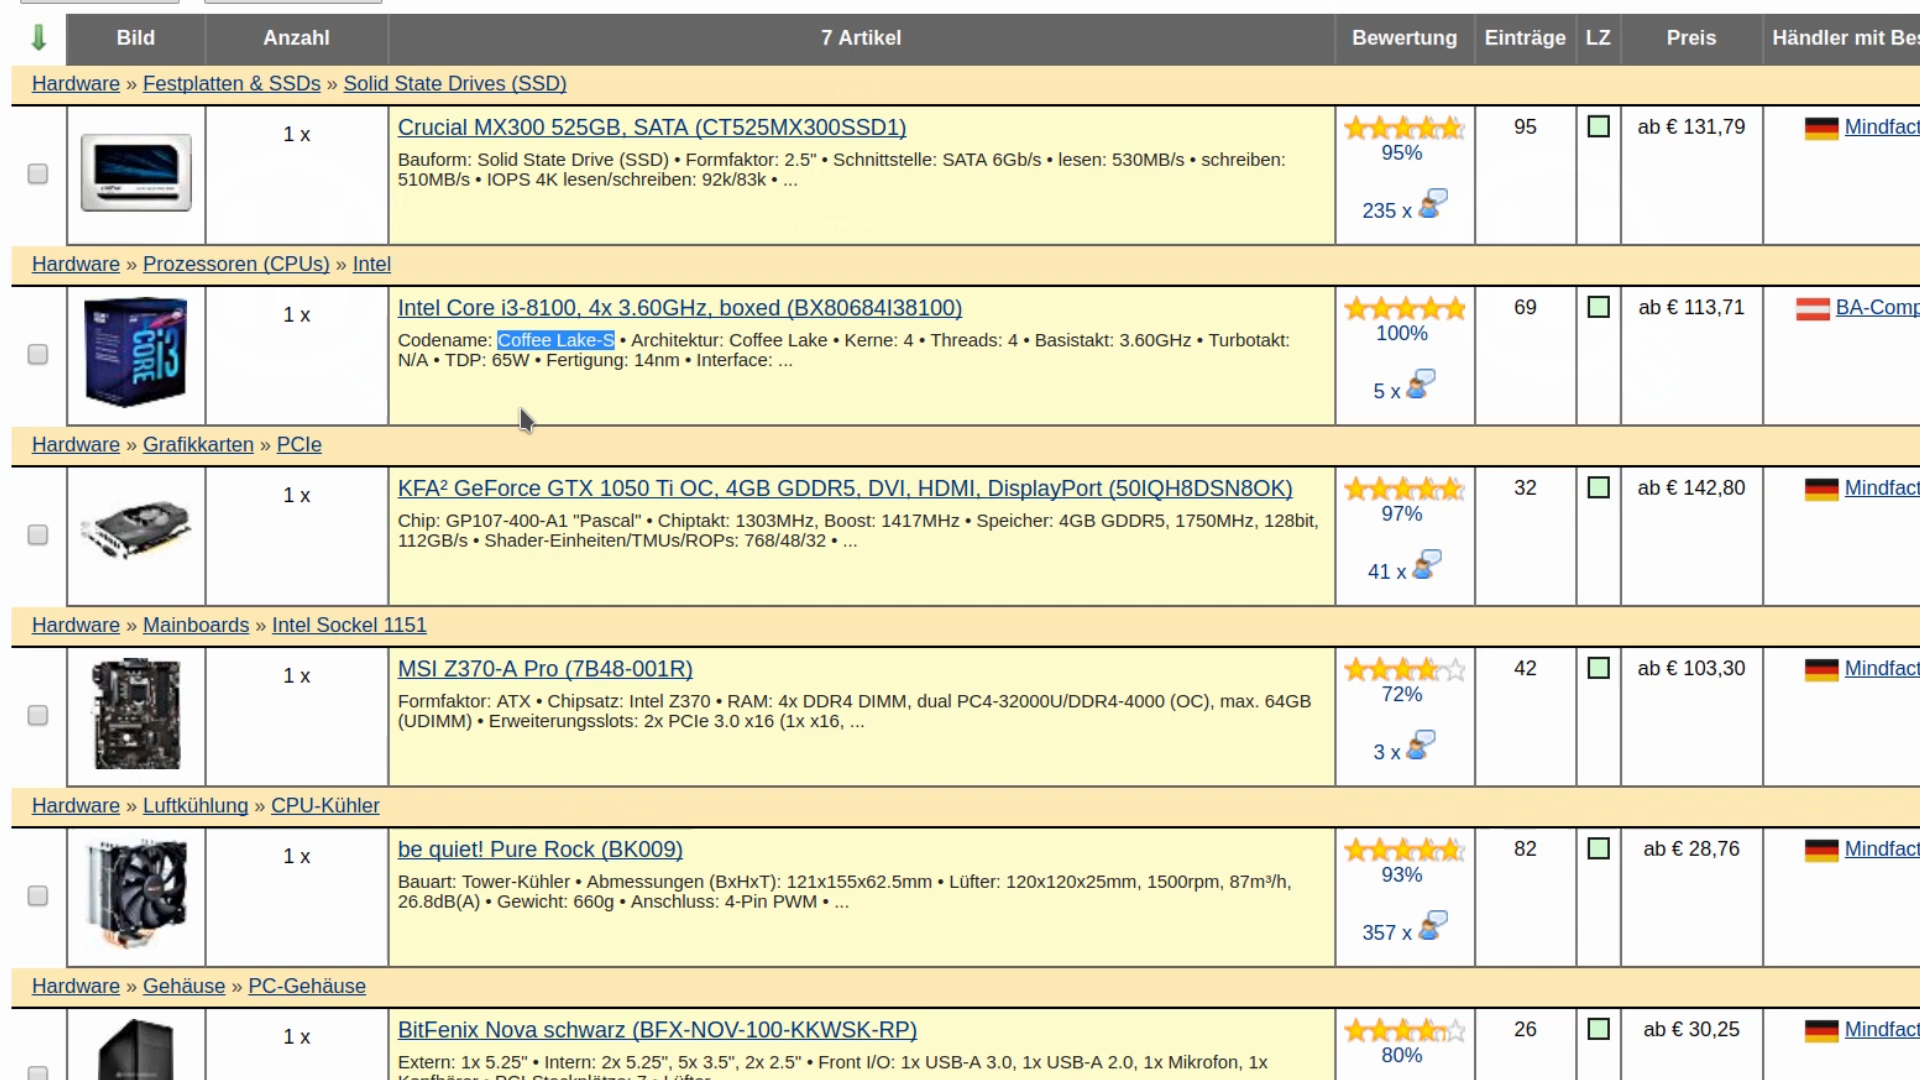 Bild Anzahl 7 Artikel Bewertung Einträge LZ Preis Händler mit Bes
Hardware » Festplatten & SSDs » Solid State Drives (SSD)
1 x Crucial MX300 525GB, SATA (CT525MX300SSD1) 95 ab € 131,79 Mindfact
95%
Bauform: Solid State Drive (SSD) • Formfaktor: 2.5" • Schnittstelle: SATA 6Gb/s • lesen: 530MB/s • schreiben:
510MB/s • IOPS 4K lesen/schreiben: 92k/83k • ...
235 x
Hardware » Prozessoren (CPUs) » Intel
1 x Intel Core i3-8100, 4x 3.60GHz, boxed (BX80684I38100) 69 ab € 113,71 BA-Comp
100%
Codename: Coffee Lake-S • Architektur: Coffee Lake • Kerne: 4 • Threads: 4 • Basistakt: 3.60GHz • Turbotakt:
N/A • TDP: 65W • Fertigung: 14nm • Interface: ...
5 x
CORE i3
Hardware » Grafikkarten » PCIe
1 x KFA² GeForce GTX 1050 Ti OC, 4GB GDDR5, DVI, HDMI, DisplayPort (50IQH8DSN8OK) 32 ab € 142,80 Mindfact
97%
Chip: GP107-400-A1 "Pascal" • Chiptakt: 1303MHz, Boost: 1417MHz • Speicher: 4GB GDDR5, 1750MHz, 128bit,
112GB/s • Shader-Einheiten/TMUs/ROPs: 768/48/32 • ...
41 x
Hardware » Mainboards » Intel Sockel 1151
1 x MSI Z370-A Pro (7B48-001R) 42 ab € 103,30 Mindfact
72%
Formfaktor: ATX • Chipsatz: Intel Z370 • RAM: 4x DDR4 DIMM, dual PC4-32000U/DDR4-4000 (OC), max. 64GB
(UDIMM) • Erweiterungsslots: 2x PCIe 3.0 x16 (1x x16, ...
3 x
Hardware » Luftkühlung » CPU-Kühler
1 x be quiet! Pure Rock (BK009) 82 ab € 28,76 Mindfact
93%
Bauart: Tower-Kühler • Abmessungen (BxHxT): 121x155x62.5mm • Lüfter: 120x120x25mm, 1500rpm, 87m³/h,
26.8dB(A) • Gewicht: 660g • Anschluss: 4-Pin PWM • ...
357 x
Hardware » Gehäuse » PC-Gehäuse
1 x BitFenix Nova schwarz (BFX-NOV-100-KKWSK-RP) 26 ab € 30,25 Mindfact
80%
Extern: 1x 5.25" • Intern: 2x 5.25", 5x 3.5", 2x 2.5" • Front I/O: 1x USB-A 3.0, 1x USB-A 2.0, 1x Mikrofon, 1x